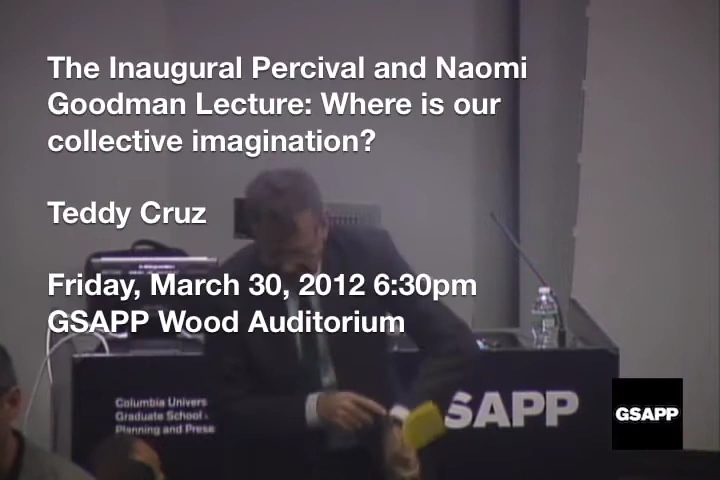 The Inaugural Percival and Naomi
Goodman Lecture: Where is our
collective imagination?
Teddy Cruz
Friday, March 30, 2012 6:30pm
GSAPP Wood Auditorium
Columbia Univers
Graduate School
Planning and Prese
SAPP
GSAPP